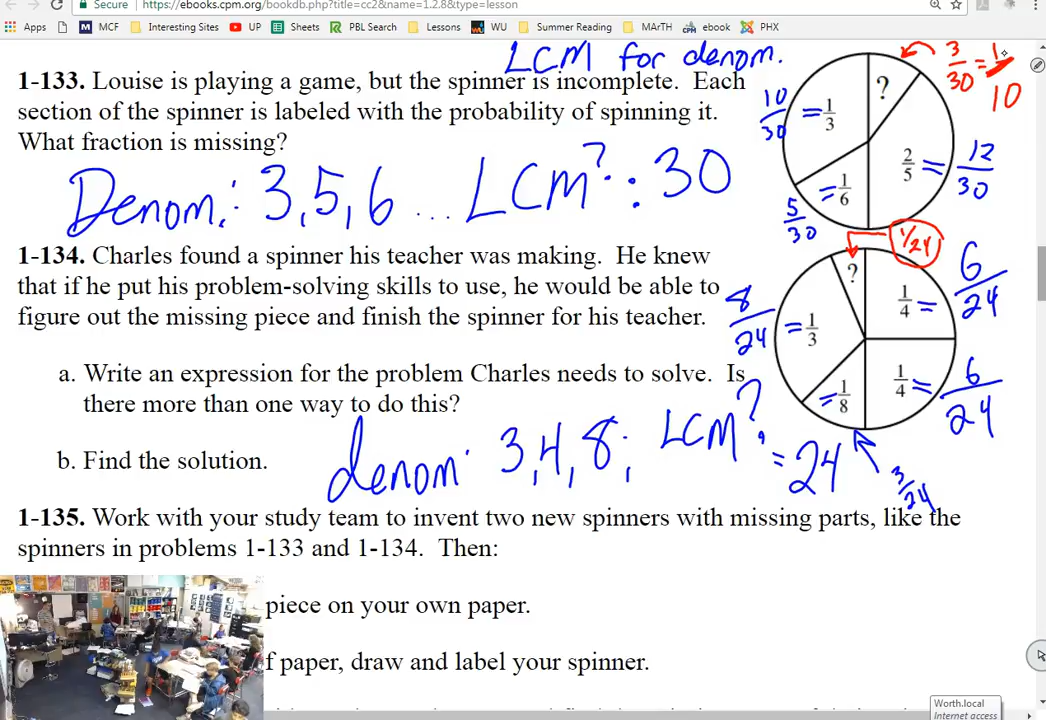 Secure https://ebooks.cpm.org/bookdb.php?title=cc2&name=1.2.8&type=lesson
Apps MCF Interesting Sites UP Sheets PBL Search Lessons WU Summer Reading MArTH ebook PHX
LCM for denom.
1-133. Louise is playing a game, but the spinner is incomplete. Each
section of the spinner is labeled with the probability of spinning it.
What fraction is missing?
Denom: 3,5,6 ... LCM?: 30
? 3/30 = 1/10
10/30 = 1/3
2/5 = 12/30
5/30 = 1/6
1-134. Charles found a spinner his teacher was making. He knew
that if he put his problem-solving skills to use, he would be able to
figure out the missing piece and finish the spinner for his teacher.
? 1/24
1/4 = 6/24
8/24 = 1/3
1/4 = 6/24
= 1/8
3/24
a. Write an expression for the problem Charles needs to solve. Is
there more than one way to do this?
b. Find the solution.
denom: 3,4,8; LCM? = 24
1-135. Work with your study team to invent two new spinners with missing parts, like the
spinners in problems 1-133 and 1-134. Then:
piece on your own paper.
f paper, draw and label your spinner.
Worth.local
Internet access